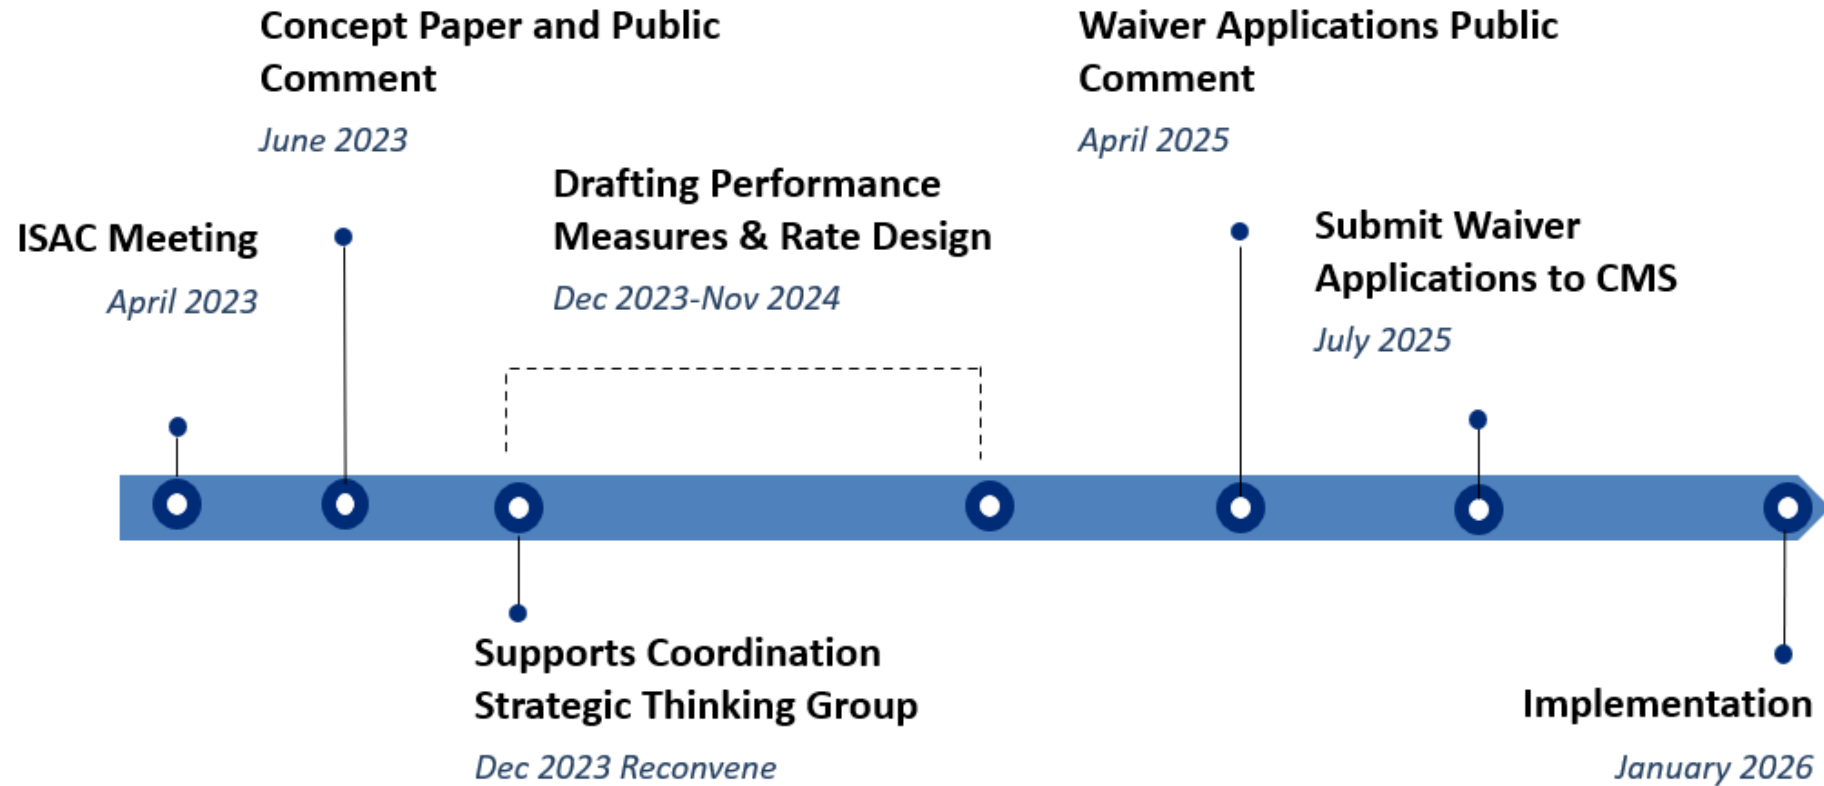 Concept Paper and Public
Comment
June 2023
Waiver Applications Public
Comment
April 2025
Drafting Performance
Measures & Rate Design
Dec 2023-Nov 2024
ISAC Meeting
April 2023
Submit Waiver
Applications to CMS
July 2025
Supports Coordination
Strategic Thinking Group
Dec 2023 Reconvene
Implementation
January 2026